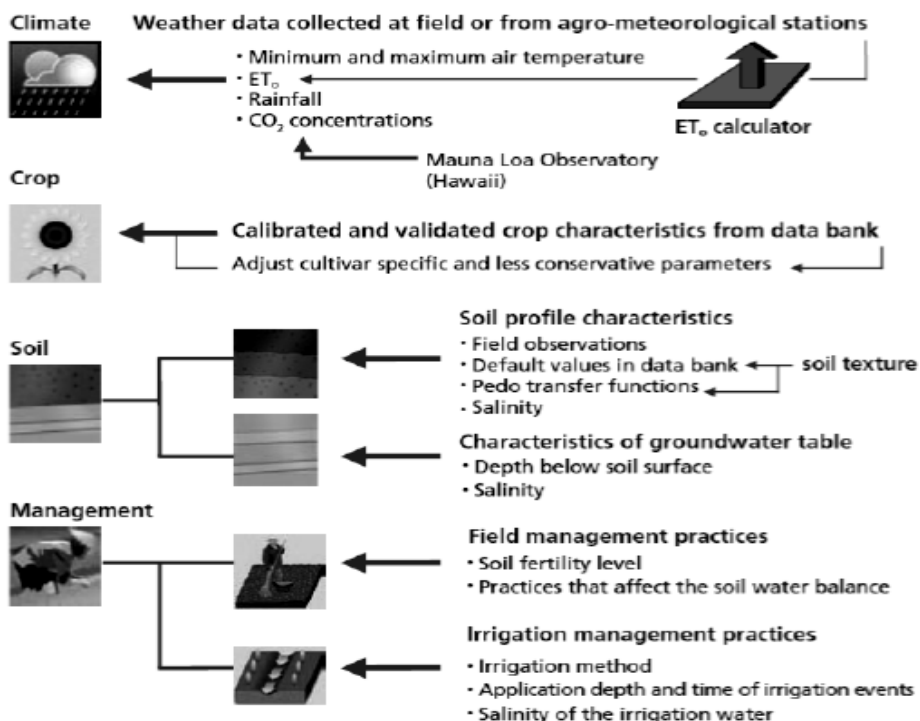 Climate
Weather data collected at field or from agro-meteorological stations
· Minimum and maximum air temperature
· ETₒ
· Rainfall
· CO₂ concentrations
ETₒ calculator
Mauna Loa Observatory
(Hawaii)
Crop
Calibrated and validated crop characteristics from data bank
Adjust cultivar specific and less conservative parameters
Soil
Soil profile characteristics
· Field observations
· Default values in data bank
soil texture
· Pedo transfer functions
· Salinity
Characteristics of groundwater table
· Depth below soil surface
· Salinity
Management
Field management practices
· Soil fertility level
· Practices that affect the soil water balance
Irrigation management practices
· Irrigation method
· Application depth and time of irrigation events
· Salinity of the irrigation water